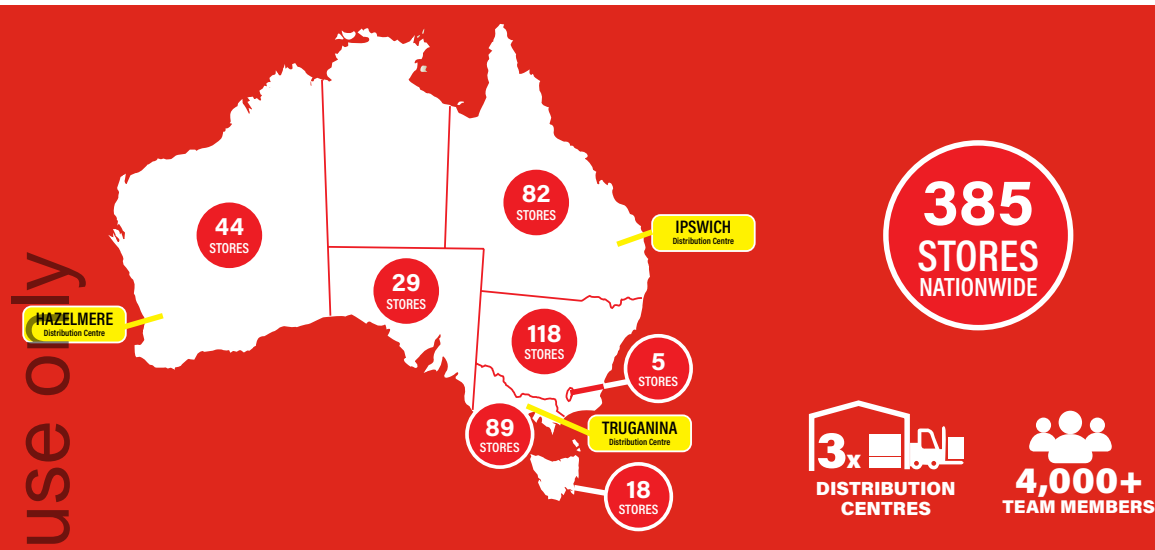 82
STORES
44
STORES
IPSWICH
Distribution Centre
385
STORES
NATIONWIDE
29
STORES
HAZELMERE
Distribution Centre
118
STORES
5
STORES
89
STORES
TRUGANINA
Distribution Centre
18
STORES
3x
DISTRIBUTION
CENTRES
4,000+
TEAM MEMBERS
use only